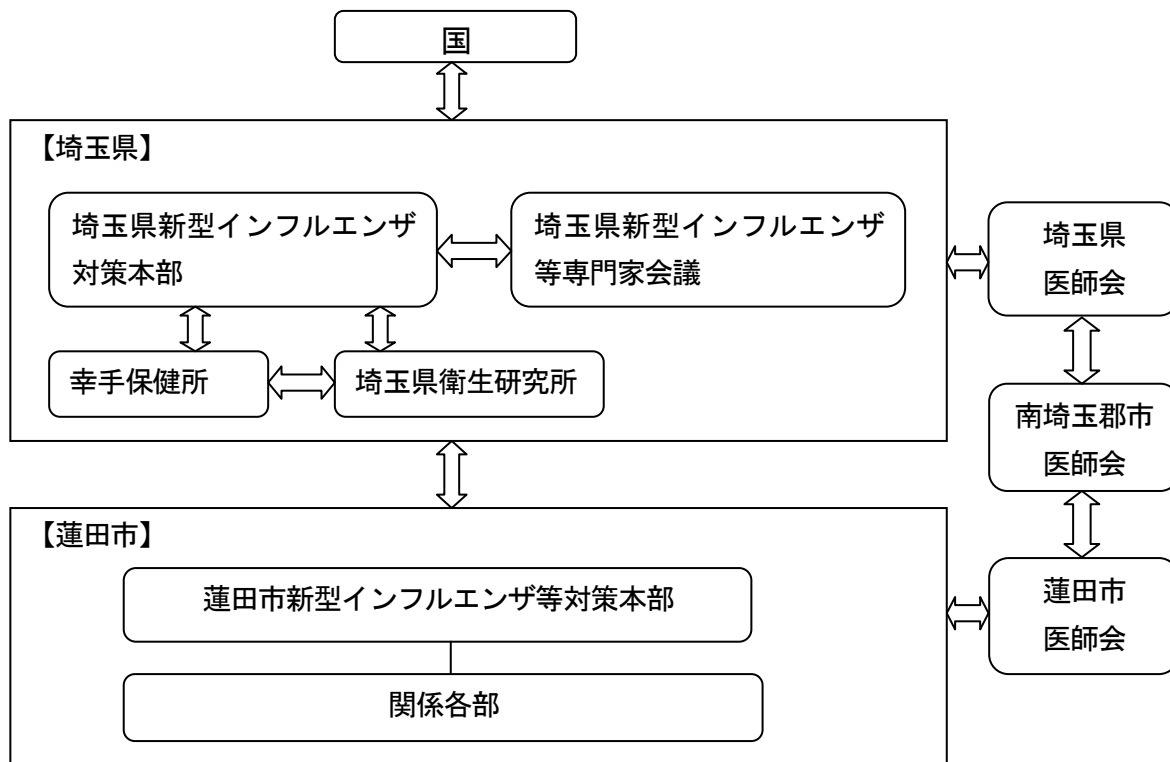 国
【埼玉県】
埼玉県新型インフルエンザ
対策本部
埼玉県新型インフルエンザ
等専門家会議
埼玉県
医師会
幸手保健所
埼玉県衛生研究所
南埼玉郡市
医師会
【蓮田市】
蓮田市新型インフルエンザ等対策本部
蓮田市
医師会
関係各部